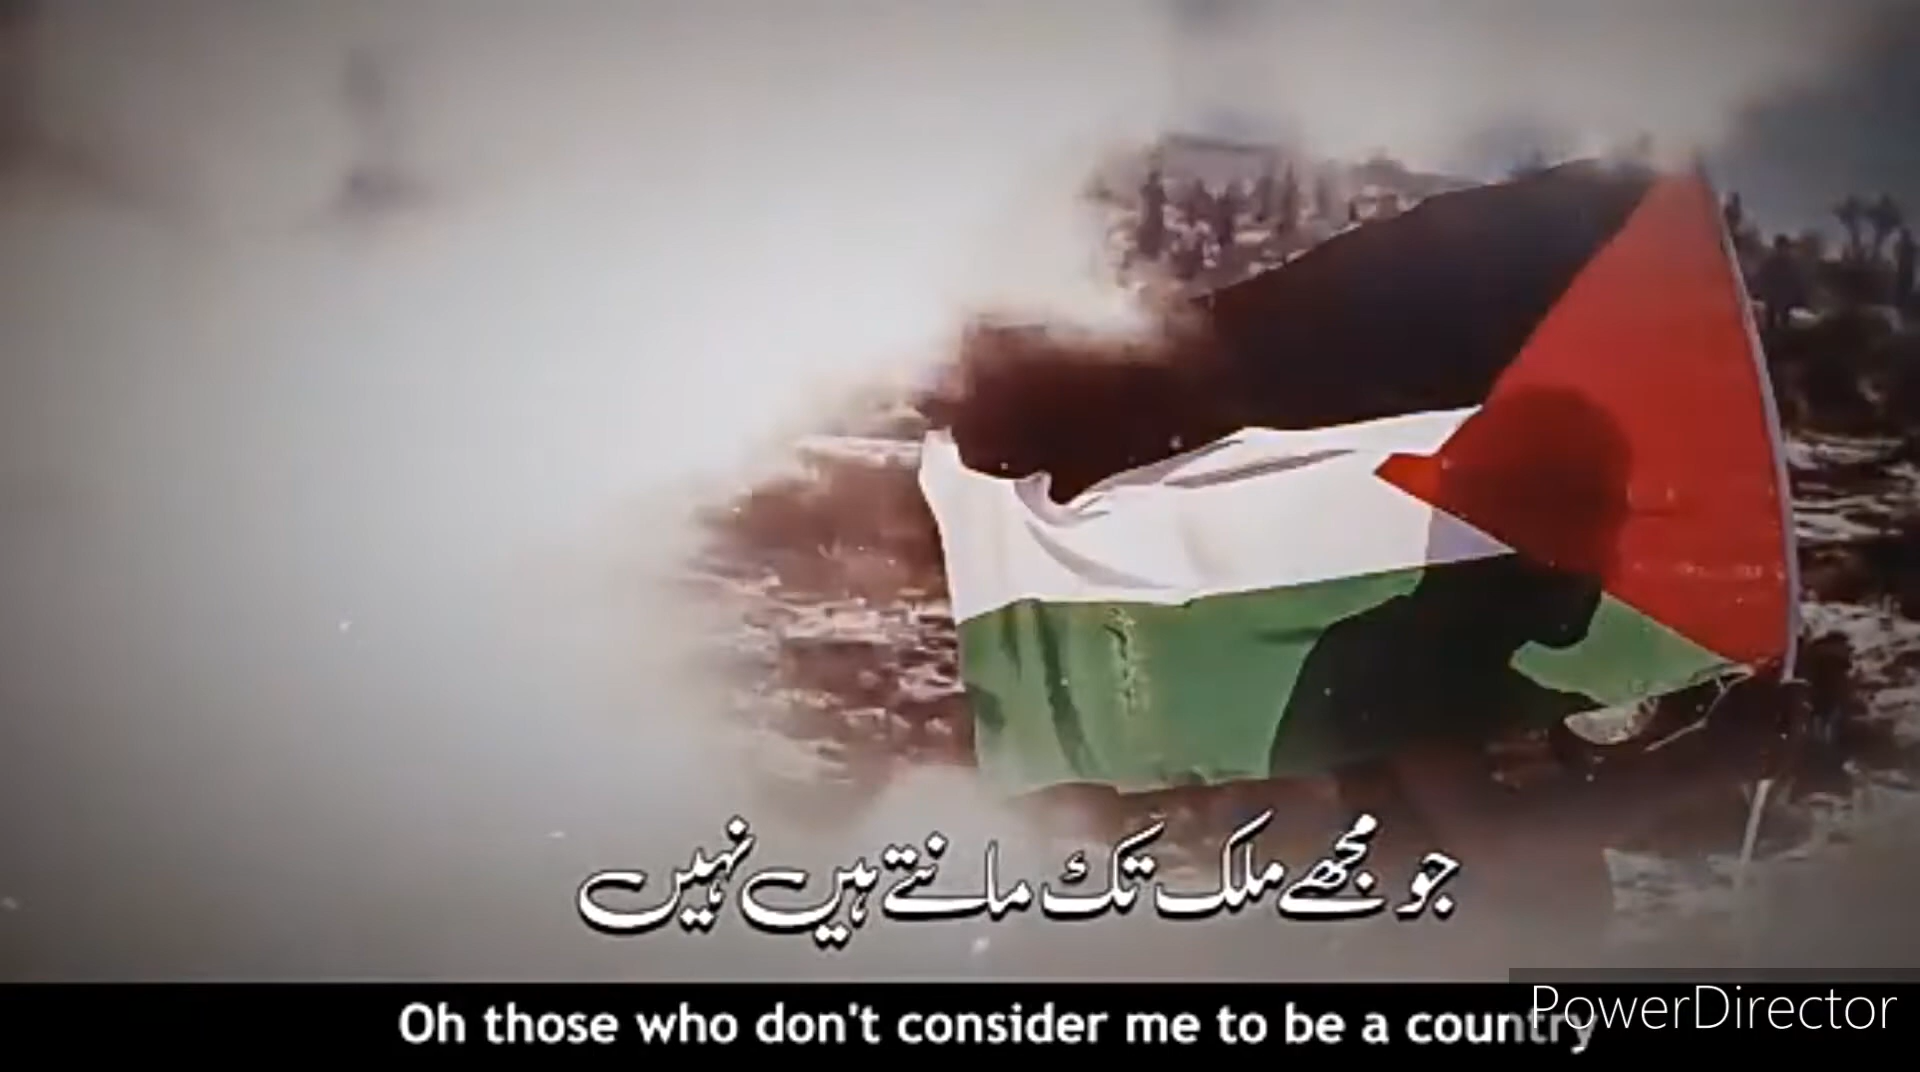 جو مجھے ملک تک مانتے ہیں نہیں
Oh those who don't consider me to be a country
PowerDirector